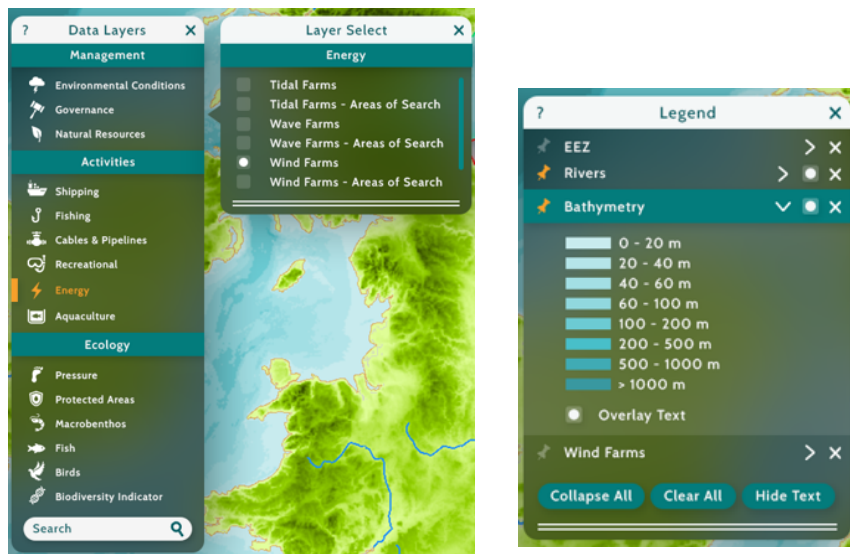 ? Data Layers X
Management
Environmental Conditions
Governance
Natural Resources
Activities
Shipping
Fishing
Cables & Pipelines
Recreational
Energy
Aquaculture
Ecology
Pressure
Protected Areas
Macrobenthos
Fish
Birds
Biodiversity Indicator
Search
Layer Select X
Energy
Tidal Farms
Tidal Farms - Areas of Search
Wave Farms
Wave Farms - Areas of Search
Wind Farms
Wind Farms - Areas of Search
? Legend X
EEZ
Rivers
Bathymetry
0 - 20 m
20 - 40 m
40 - 60 m
60 - 100 m
100 - 200 m
200 - 500 m
500 - 1000 m
> 1000 m
Overlay Text
Wind Farms
Collapse All Clear All Hide Text